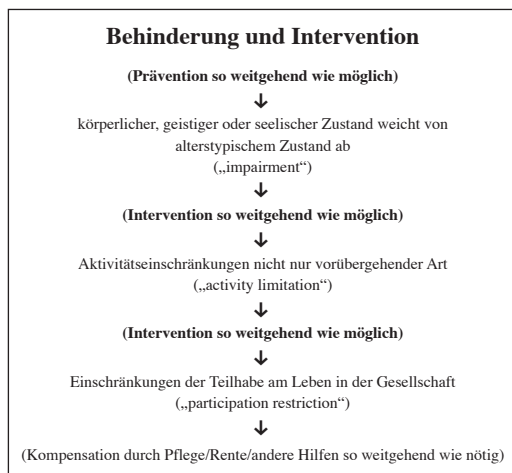 Behinderung und Intervention
(Prävention so weitgehend wie möglich)
↓
körperlicher, geistiger oder seelischer Zustand weicht von
alterstypischem Zustand ab
(„impairment“)
↓
(Intervention so weitgehend wie möglich)
↓
Aktivitätseinschränkungen nicht nur vorübergehender Art
(„activity limitation“)
↓
(Intervention so weitgehend wie möglich)
↓
Einschränkungen der Teilhabe am Leben in der Gesellschaft
(„participation restriction“)
↓
(Kompensation durch Pflege/Rente/andere Hilfen so weitgehend wie nötig)